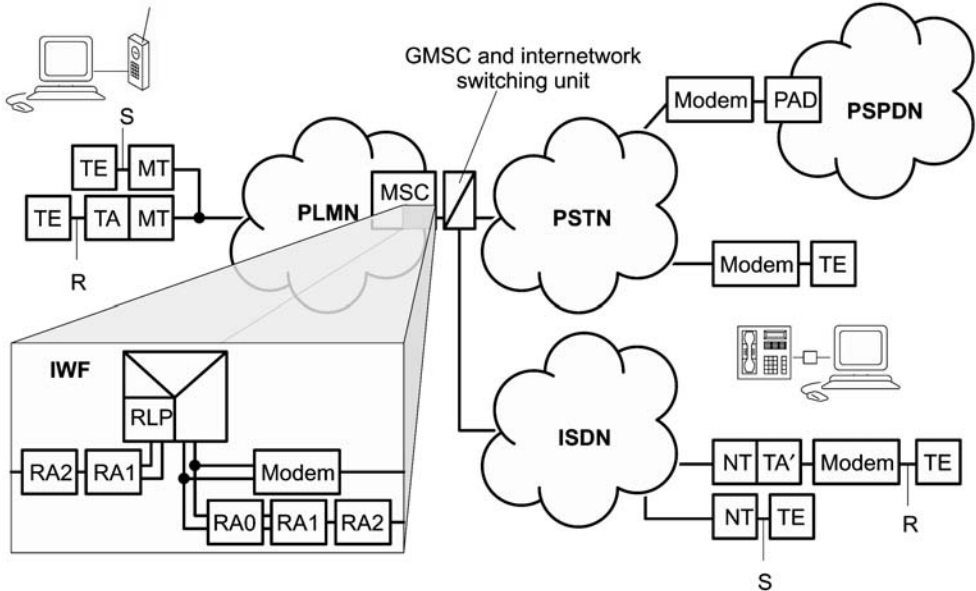 GMSC and internetwork
switching unit
Modem
PAD
PSPDN
S
TE
MT
TE
TA
MT
R
PLMN
MSC
PSTN
Modem
TE
IWF
RLP
RA2
RA1
Modem
RA0
RA1
RA2
ISDN
NT
TA′
Modem
TE
R
NT
TE
S